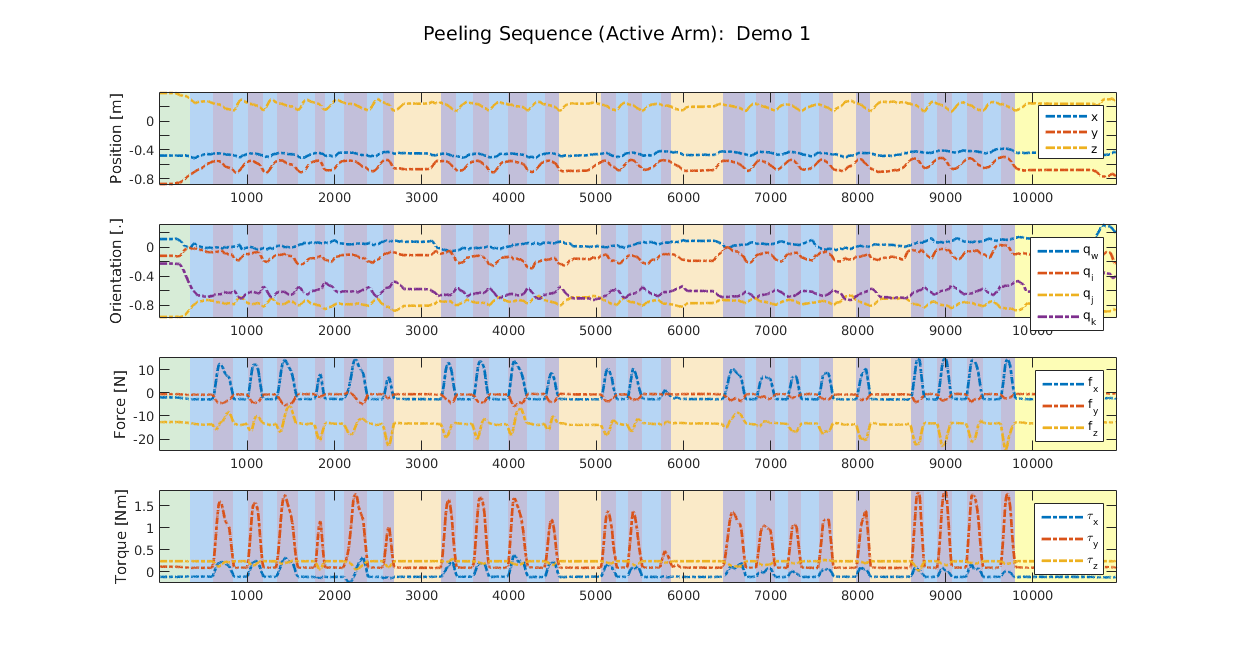 Peeling Sequence (Active Arm):  Demo 1
Position [m]
0
-0.4
-0.8
x
y
z
1000 2000 3000 4000 5000 6000 7000 8000 9000 10000
Orientation [.]
0
-0.4
-0.8
q_w
q_i
q_j
q_k
1000 2000 3000 4000 5000 6000 7000 8000 9000 10000
Force [N]
10
0
-10
-20
f_x
f_y
f_z
1000 2000 3000 4000 5000 6000 7000 8000 9000 10000
Torque [Nm]
1.5
1
0.5
0
τ_x
τ_y
τ_z
1000 2000 3000 4000 5000 6000 7000 8000 9000 10000